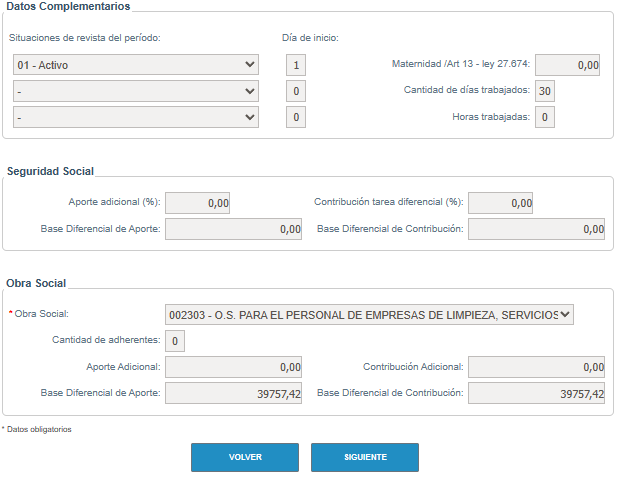 Datos Complementarios
Situaciones de revista del período: Día de inicio:
01 - Activo 1 Maternidad /Art 13 - ley 27.674: 0,00
- 0 Cantidad de días trabajados: 30
- 0 Horas trabajadas: 0
Seguridad Social
Aporte adicional (%): 0,00 Contribución tarea diferencial (%): 0,00
Base Diferencial de Aporte: 0,00 Base Diferencial de Contribución: 0,00
Obra Social
* Obra Social: 002303 - O.S. PARA EL PERSONAL DE EMPRESAS DE LIMPIEZA, SERVICIOS
Cantidad de adherentes: 0
Aporte Adicional: 0,00 Contribución Adicional: 0,00
Base Diferencial de Aporte: 39757,42 Base Diferencial de Contribución: 39757,42
* Datos obligatorios
VOLVER SIGUIENTE